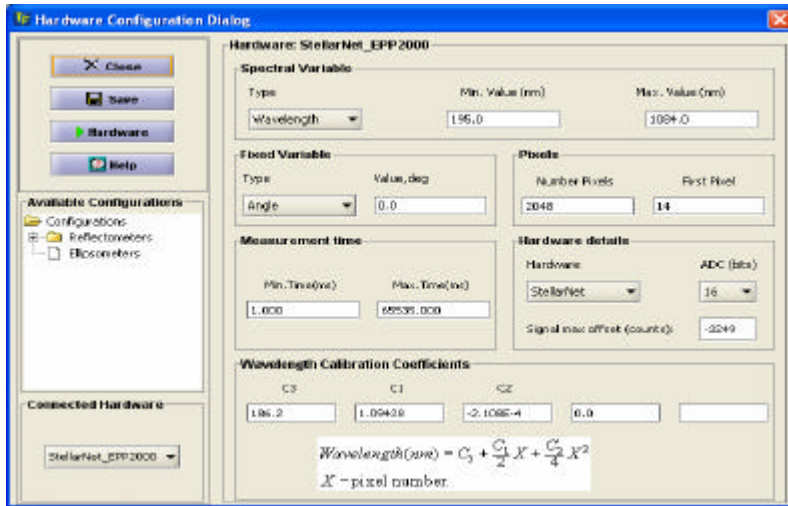 Hardware Configuration Dialog
Close
Save
Hardware
Help
Available Configurations
Configurations
Reflectometers
Ellipsometers
Connected Hardware
StellarNet_EPP2000
Hardware: StellarNet_EPP2000
Spectral Variable
Type Min. Value (nm) Max. Value (nm)
Wavelength 195.0 1084.0
Fixed Variable
Type Value, deg
Angle 0.0
Pixels
Number Pixels First Pixel
2048 14
Measurement time
Min.Time(ms) Max.Time(ms)
1.000 65535.000
Hardware details
Hardware ADC (bits)
StellarNet 16
Signal max offset (counts): -2249
Wavelength Calibration Coefficients
C3 C1 C2
186.2 1.09428 -2.108E-4 0.0
Wavelength(nm) = C₃ + C₁/2 X + C₂/4 X²
X - pixel number.